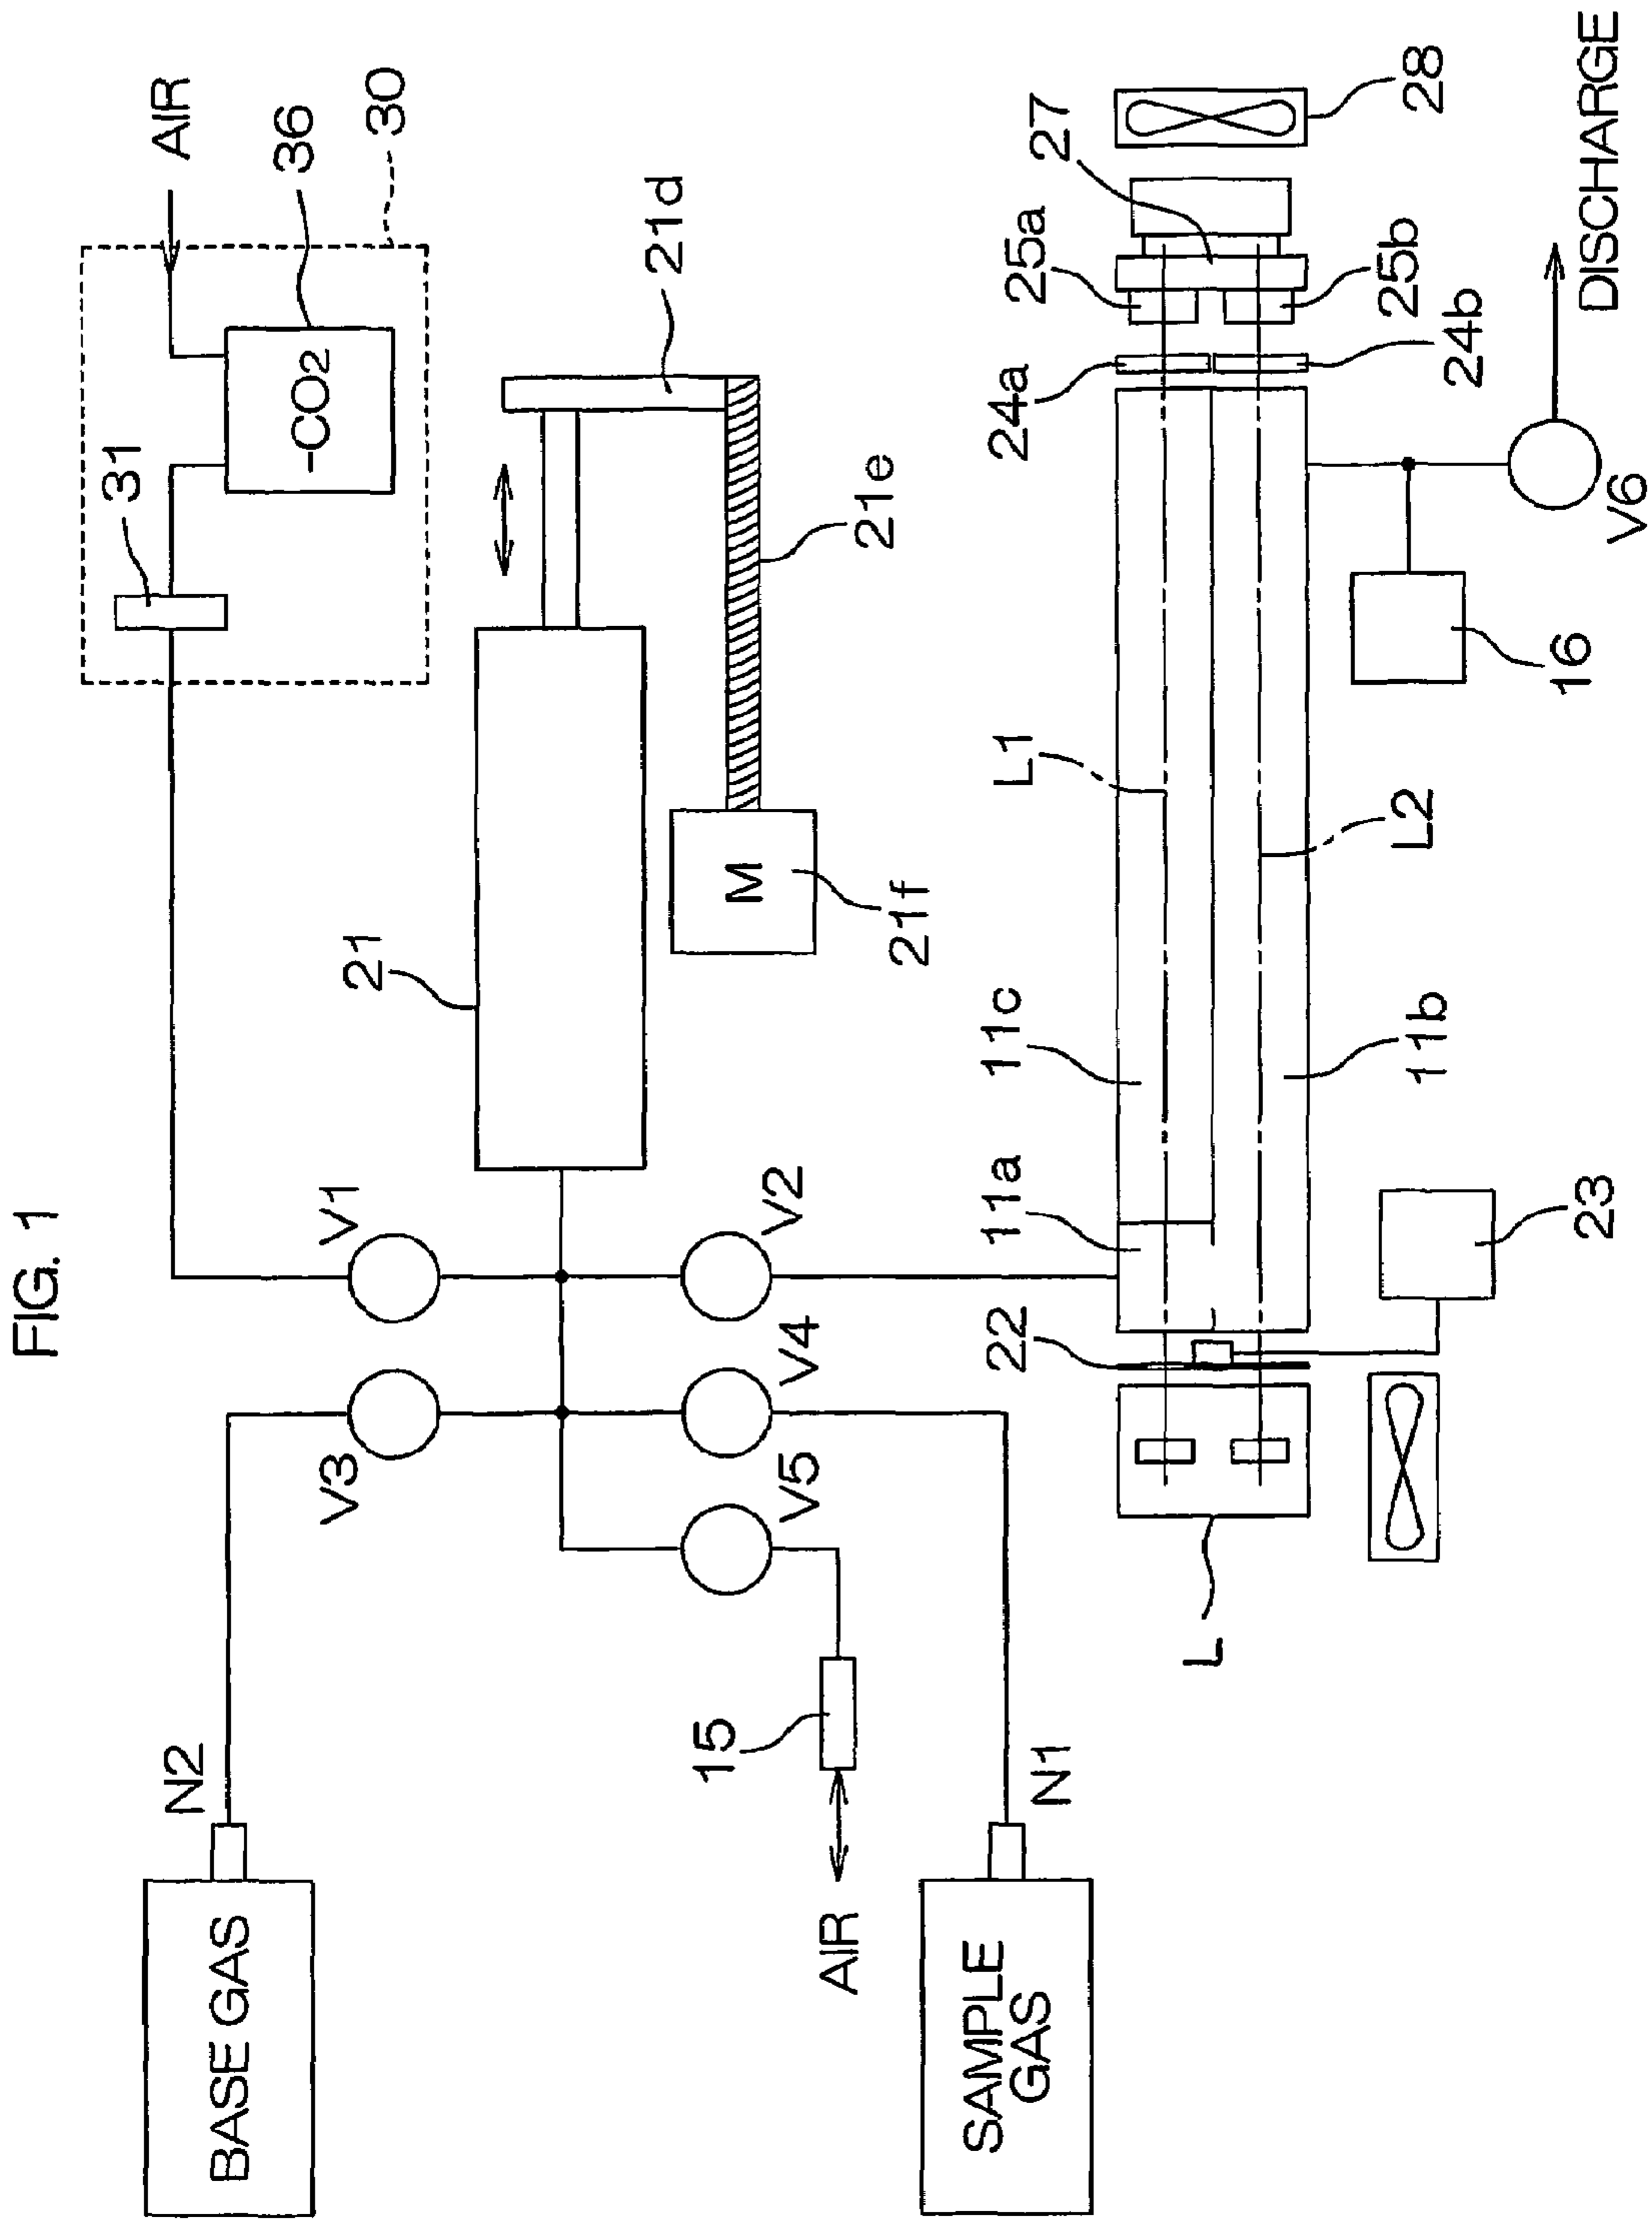 FIG. 1
BASE GAS
N2
V3
V1
31
AIR
-CO2
36
30
21
21d
21e
M
21f
V2
V4
V5
15
AIR
SAMPLE
GAS
N1
L
22
11a
11c
L1
24a
25a
27
28
25b
24b
L2
11b
23
16
V6
DISCHARGE